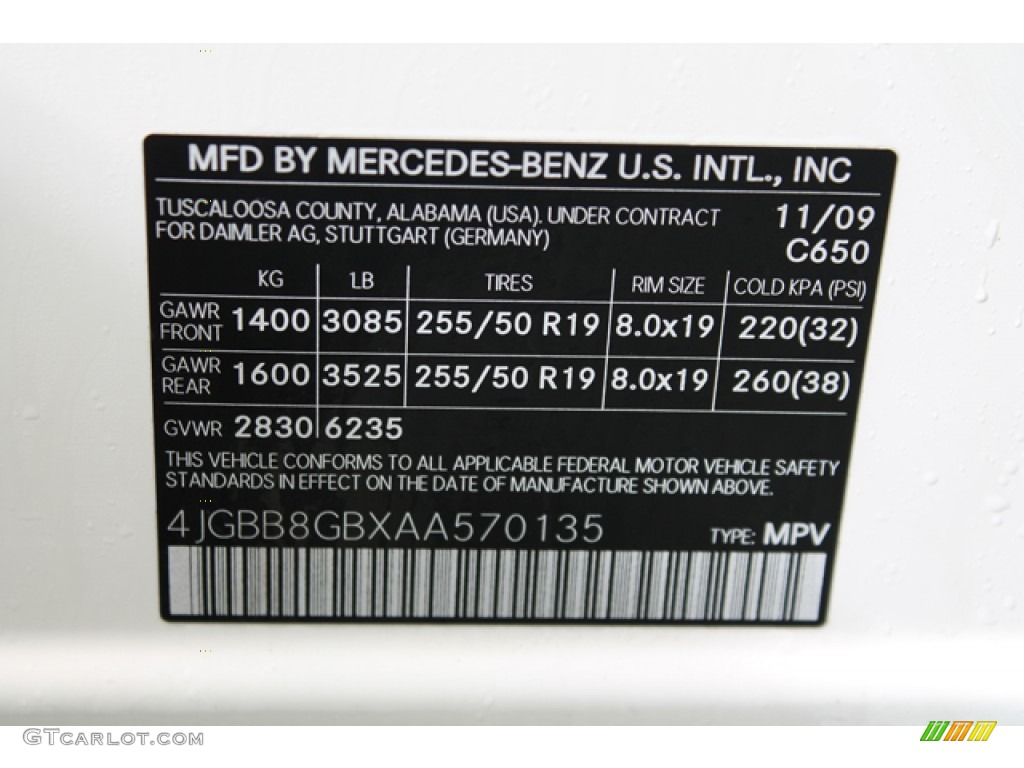 MFD BY MERCEDES-BENZ U.S. INTL., INC
TUSCALOOSA COUNTY, ALABAMA (USA). UNDER CONTRACT 11/09
FOR DAIMLER AG, STUTTGART (GERMANY) C650
KG LB TIRES RIM SIZE COLD KPA (PSI)
GAWR FRONT 1400 3085 255/50 R19 8.0x19 220(32)
GAWR REAR 1600 3525 255/50 R19 8.0x19 260(38)
GVWR 2830 6235
THIS VEHICLE CONFORMS TO ALL APPLICABLE FEDERAL MOTOR VEHICLE SAFETY
STANDARDS IN EFFECT ON THE DATE OF MANUFACTURE SHOWN ABOVE.
4JGBB8GBXAA570135 TYPE: MPV
GTCARLOT.COM